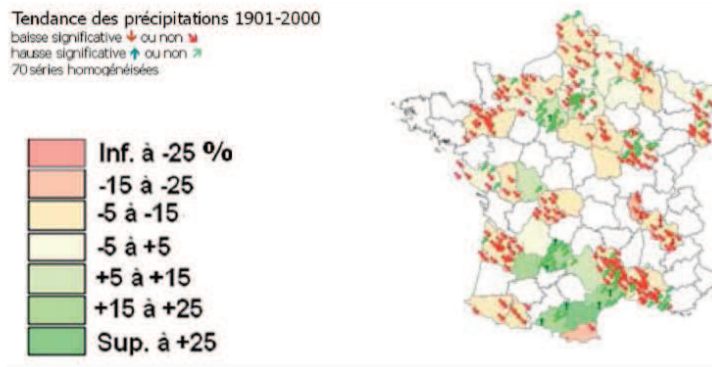 Tendance des précipitations 1901-2000
baisse significative ↓ ou non ↘
hausse significative ↑ ou non ↗
70 séries homogénéisées
Inf. à -25 %
-15 à -25
-5 à -15
-5 à +5
+5 à +15
+15 à +25
Sup. à +25